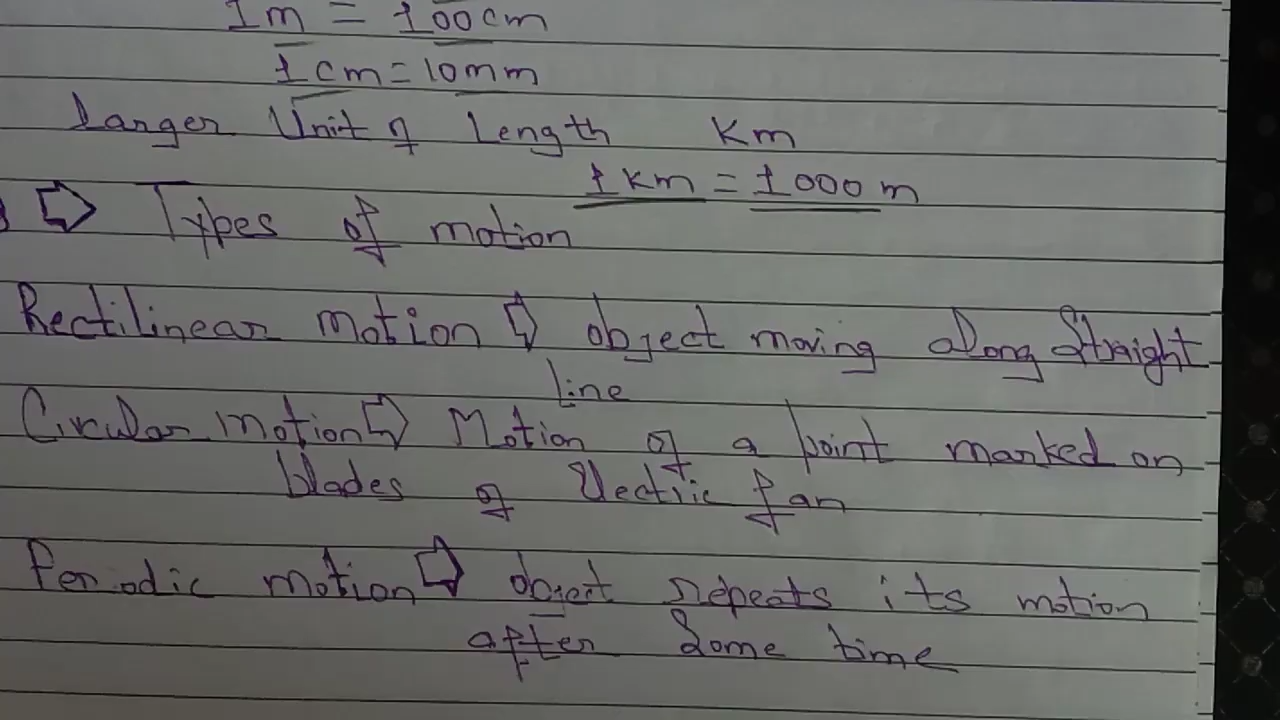 1m = 100cm
1cm = 10mm
Larger Unit of Length Km
1 Km = 1000 m
⇨ Types of motion
Rectilinear motion ⇨ object moving along Straight
line
Circular motion ⇨ Motion of a point marked on
blades of Electric fan
Periodic motion ⇨ object repeats its motion
after Some time